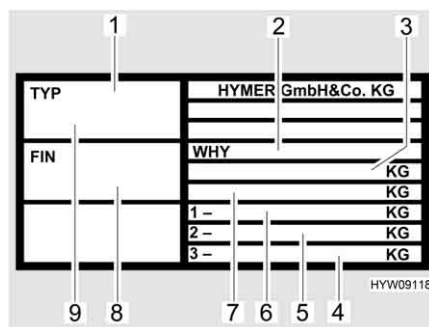 1 2 3
TYP HYMER GmbH&Co. KG
FIN WHY
KG
KG
1 – KG
2 – KG
3 – KG
HYW09118
9 8 7 6 5 4